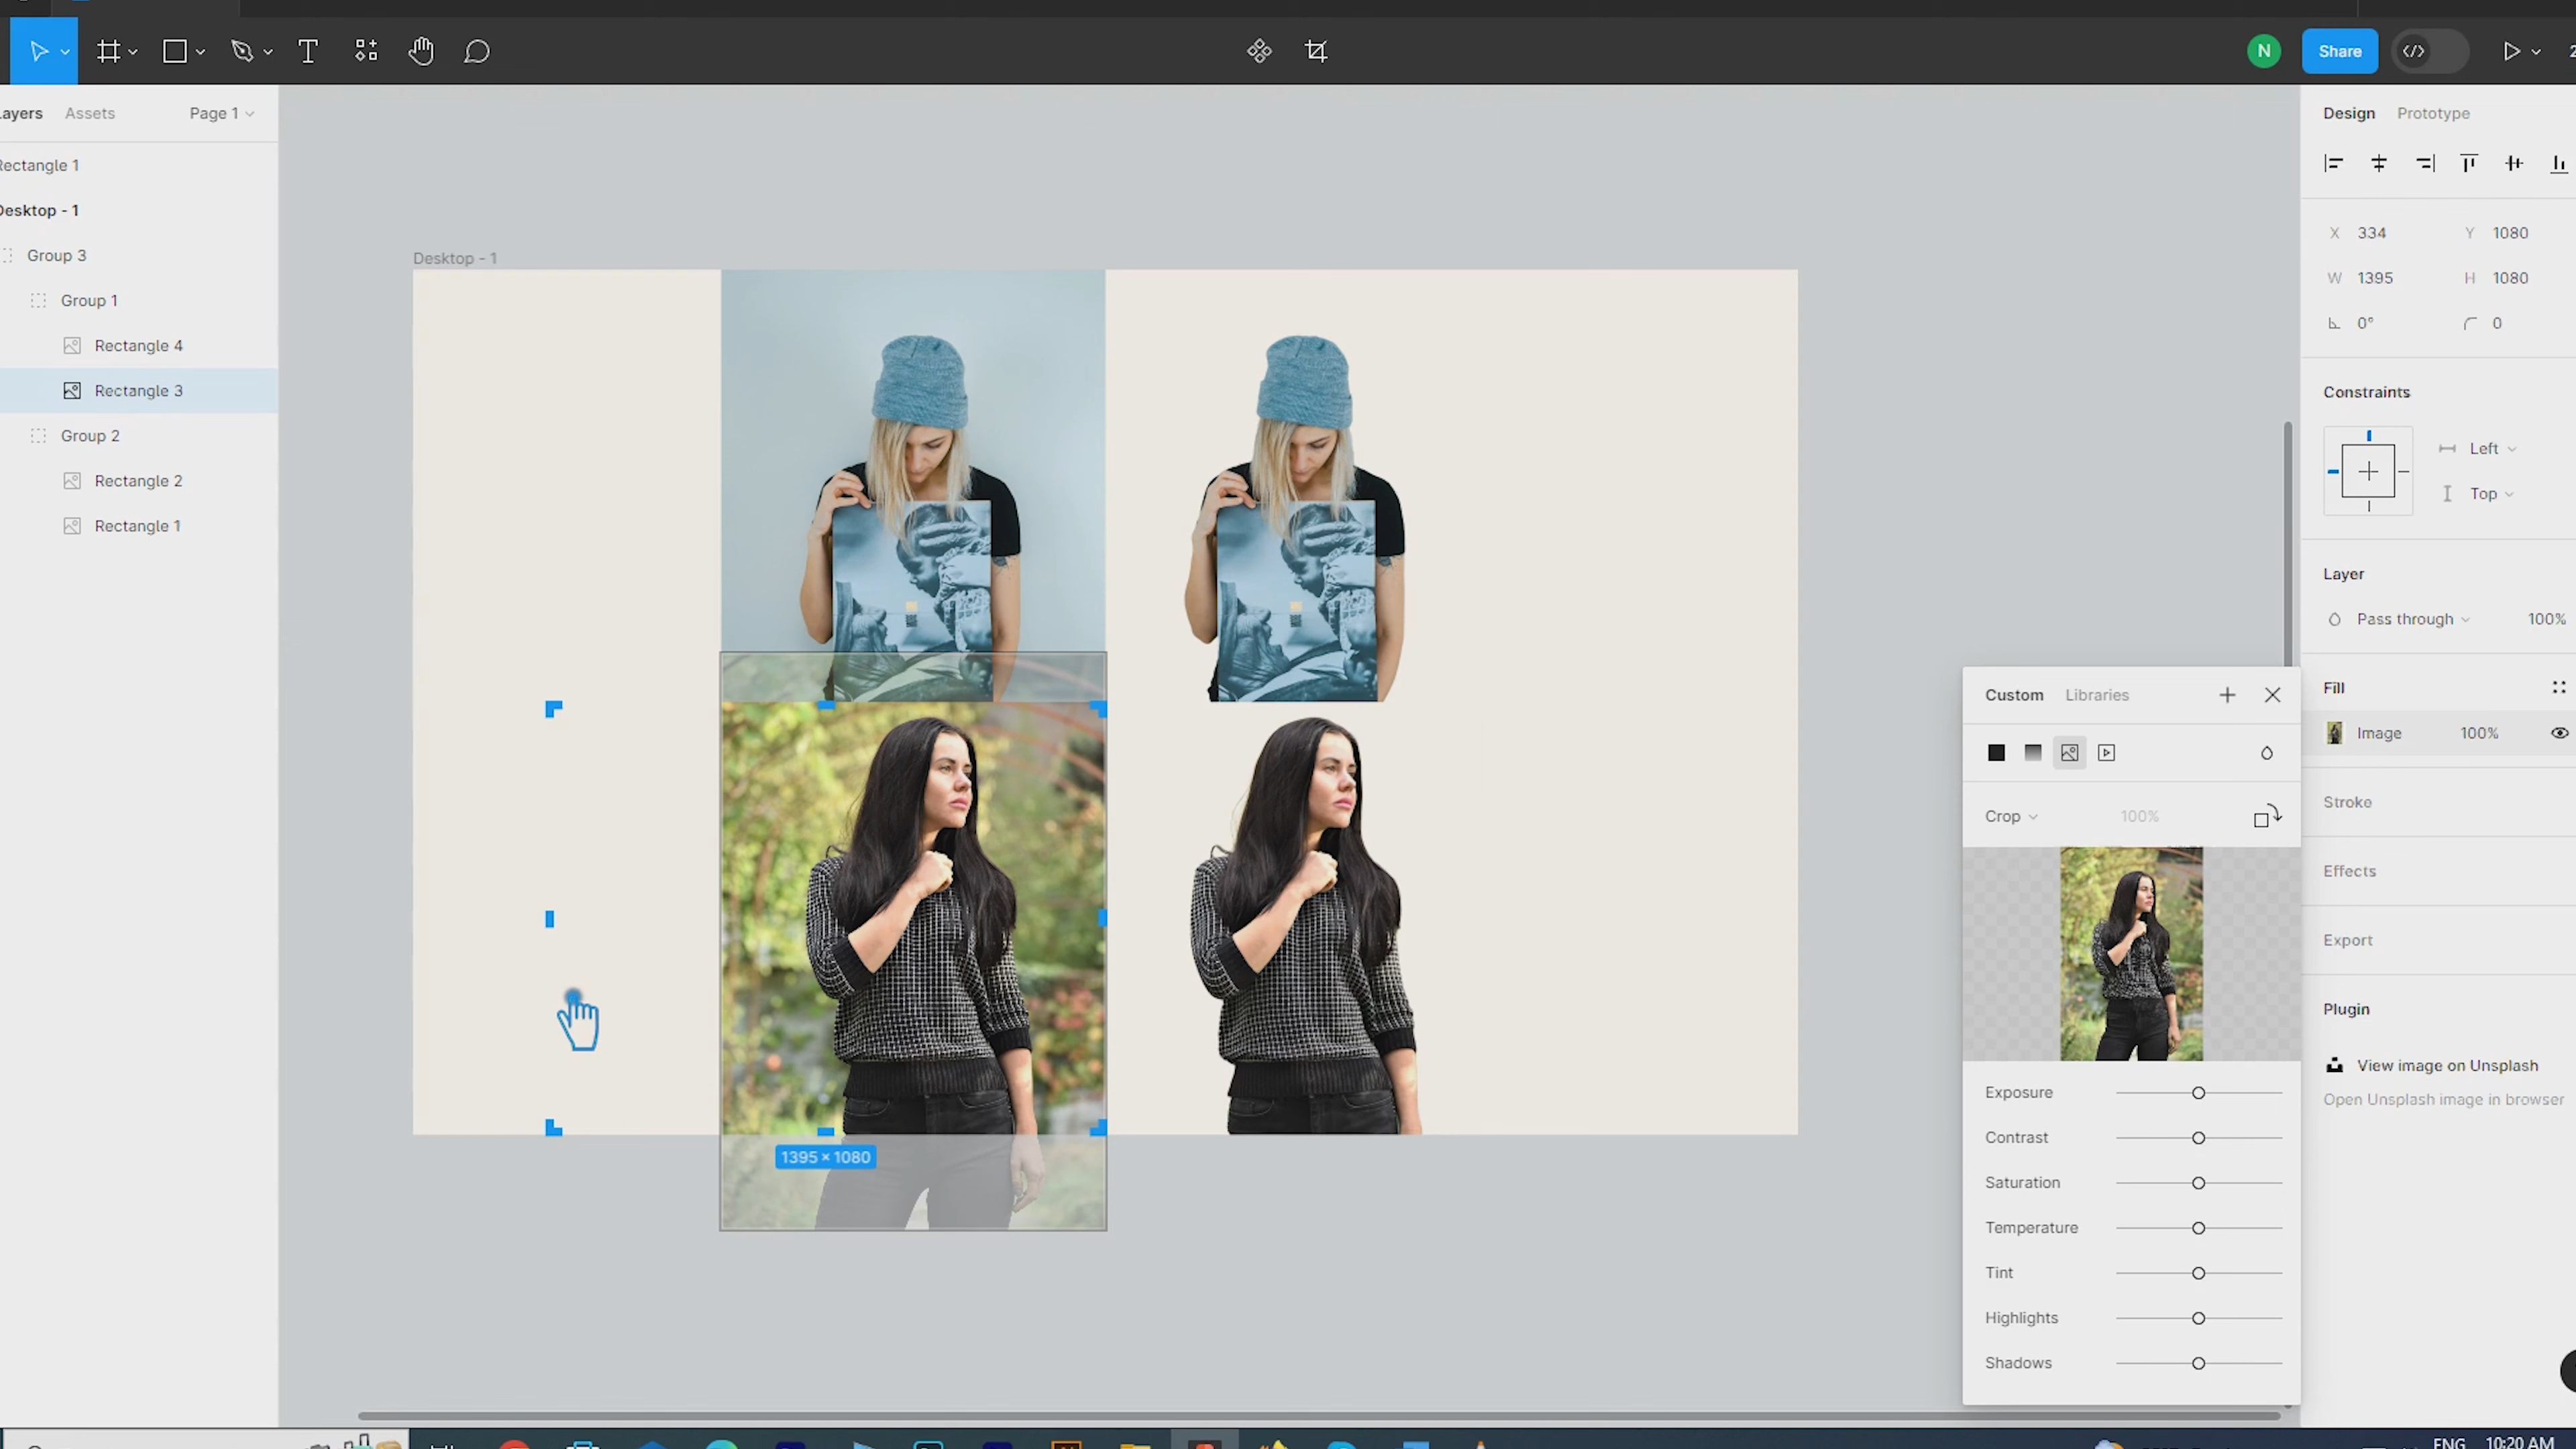 N
Share
Layers Assets Page 1
Rectangle 1
Desktop - 1
Group 3
Group 1
Rectangle 4
Rectangle 3
Group 2
Rectangle 2
Rectangle 1
Desktop - 1
1395 × 1080
Custom Libraries
Crop 100%
Exposure
Contrast
Saturation
Temperature
Tint
Highlights
Shadows
Design Prototype
X 334 Y 1080
W 1395 H 1080
0° 0
Constraints
Left
Top
Layer
Pass through 100%
Fill
Image 100%
Stroke
Effects
Export
Plugin
View image on Unsplash
Open Unsplash image in browser
ENG 10:20 AM